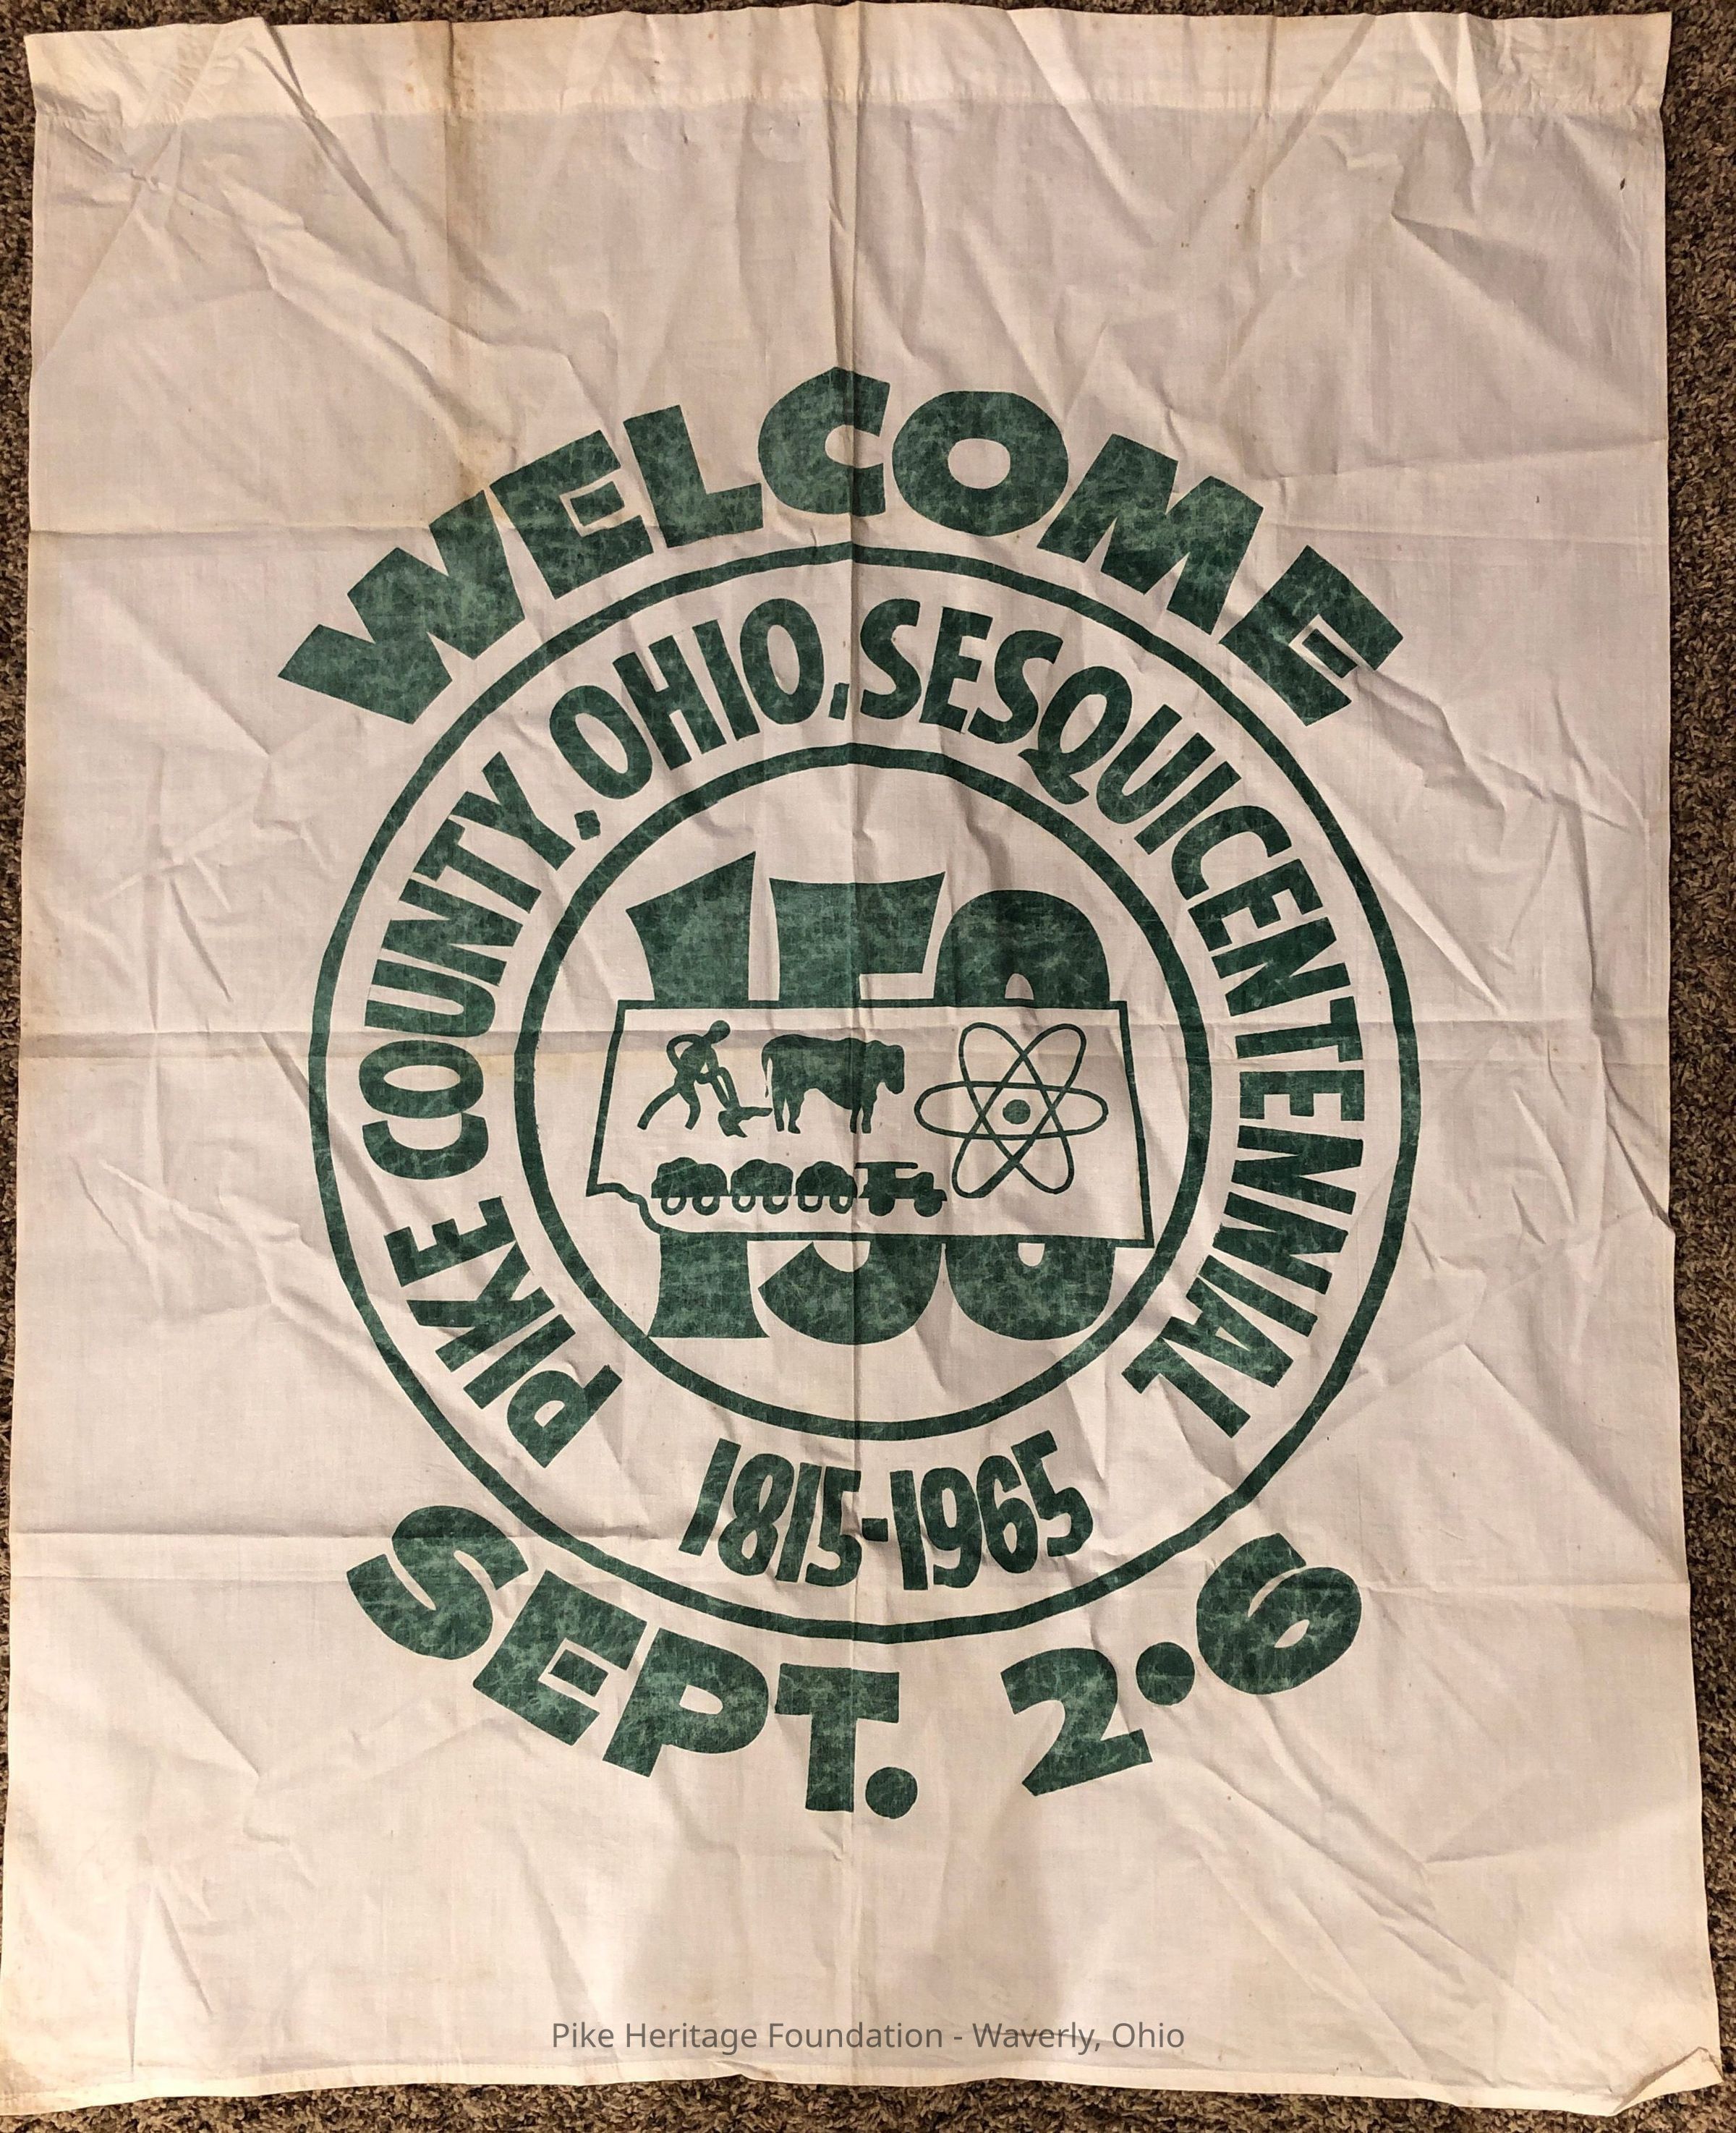 WELCOME
PIKE COUNTY, OHIO, SESQUICENTENNIAL
150
1815-1965
SEPT. 2·6
Pike Heritage Foundation - Waverly, Ohio